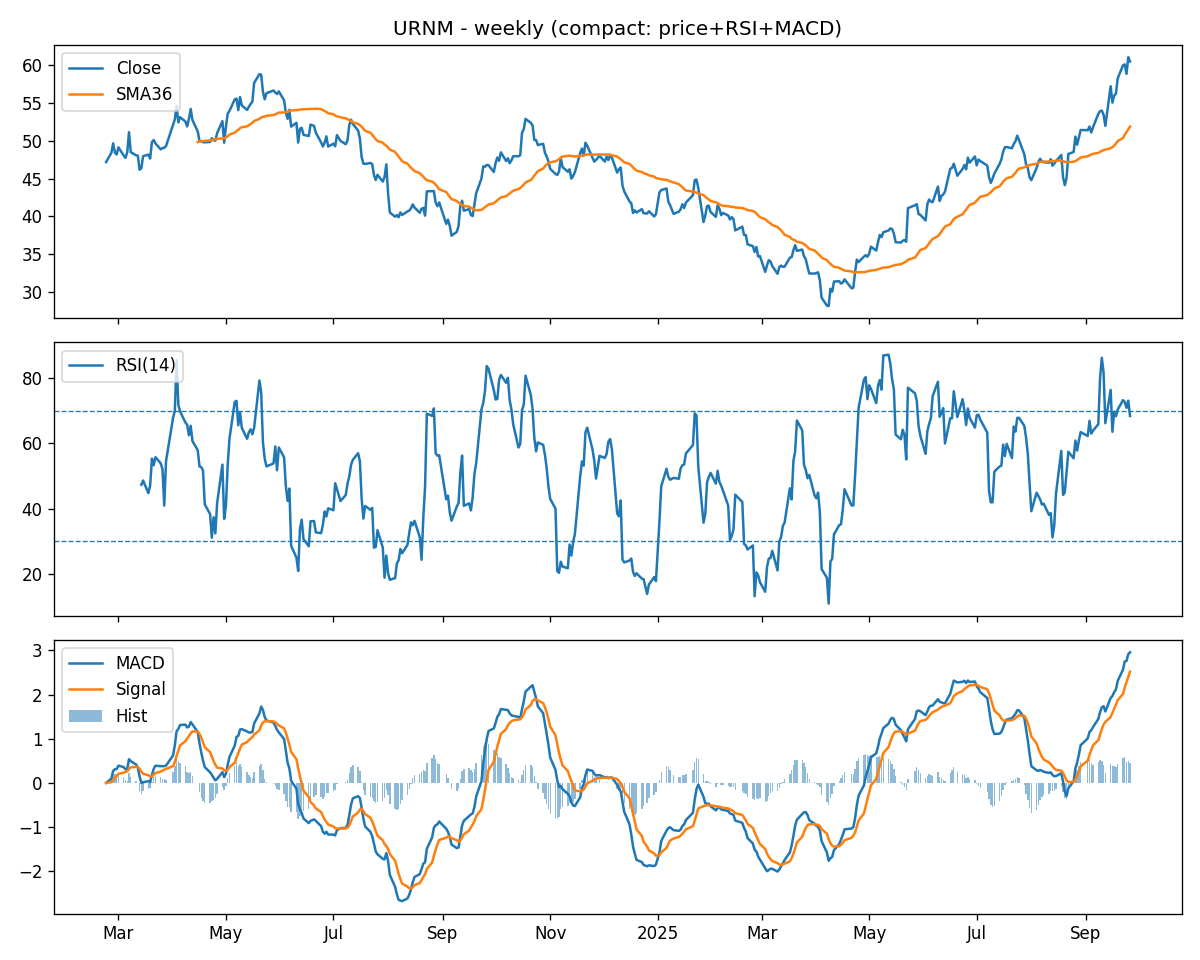 URNM - weekly (compact: price+RSI+MACD)
Close
SMA36
60
55
50
45
40
35
30
RSI(14)
80
60
40
20
MACD
Signal
Hist
3
2
1
0
−1
−2
Mar May Jul Sep Nov 2025 Mar May Jul Sep